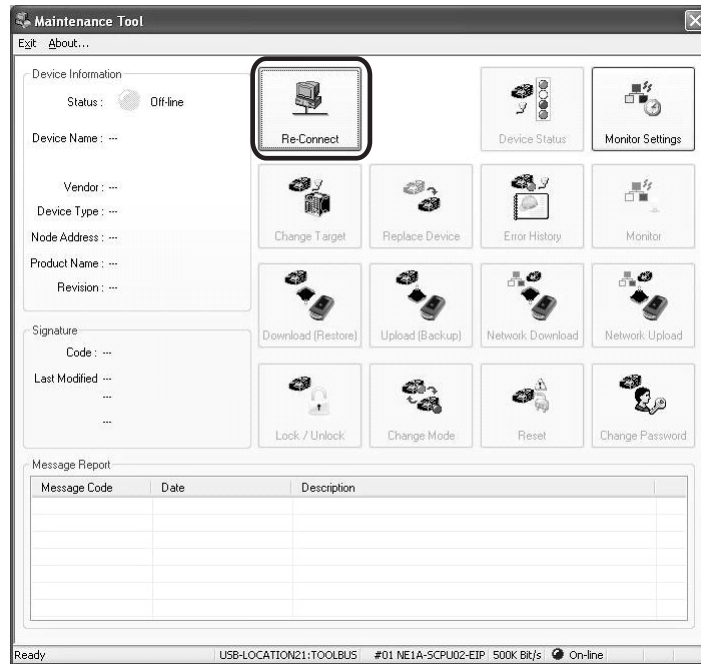 Maintenance Tool
Exit About...
Device Information
Status : Off-line
Device Name : ---
Vendor : ---
Device Type : ---
Node Address : ---
Product Name : ---
Revision : ---
Signature
Code : ---
Last Modified ---
---
---
Re-Connect
Device Status
Monitor Settings
Change Target
Replace Device
Error History
Monitor
Download (Restore)
Upload (Backup)
Network Download
Network Upload
Lock / Unlock
Change Mode
Reset
Change Password
Message Report
Message Code Date Description
Ready USB-LOCATION21:TOOLBUS #01 NE1A-SCPU02-EIP 500K Bit/s On-line